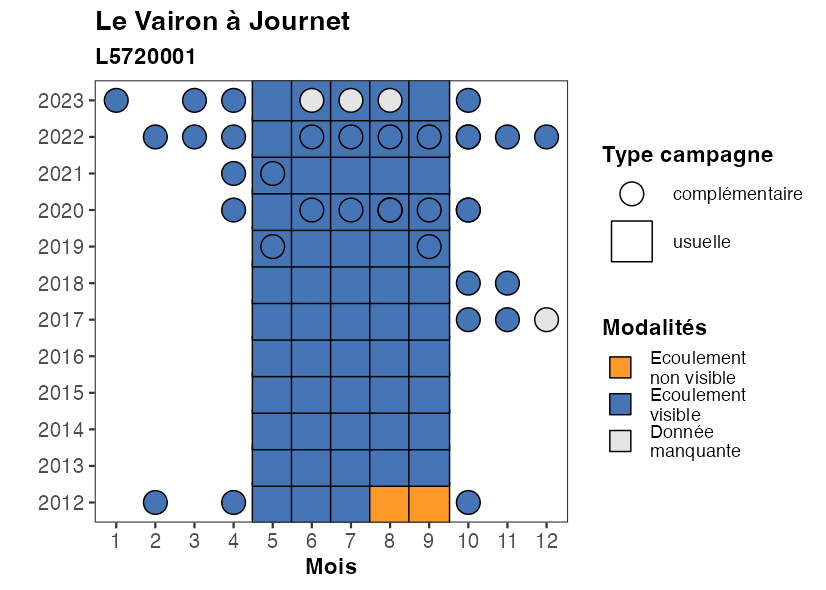 Le Vairon à Journet
L5720001
2023
2022
2021
2020
2019
2018
2017
2016
2015
2014
2013
2012
1 2 3 4 5 6 7 8 9 10 11 12
Mois
Type campagne
complémentaire
usuelle
Modalités
Ecoulement
non visible
Ecoulement
visible
Donnée
manquante